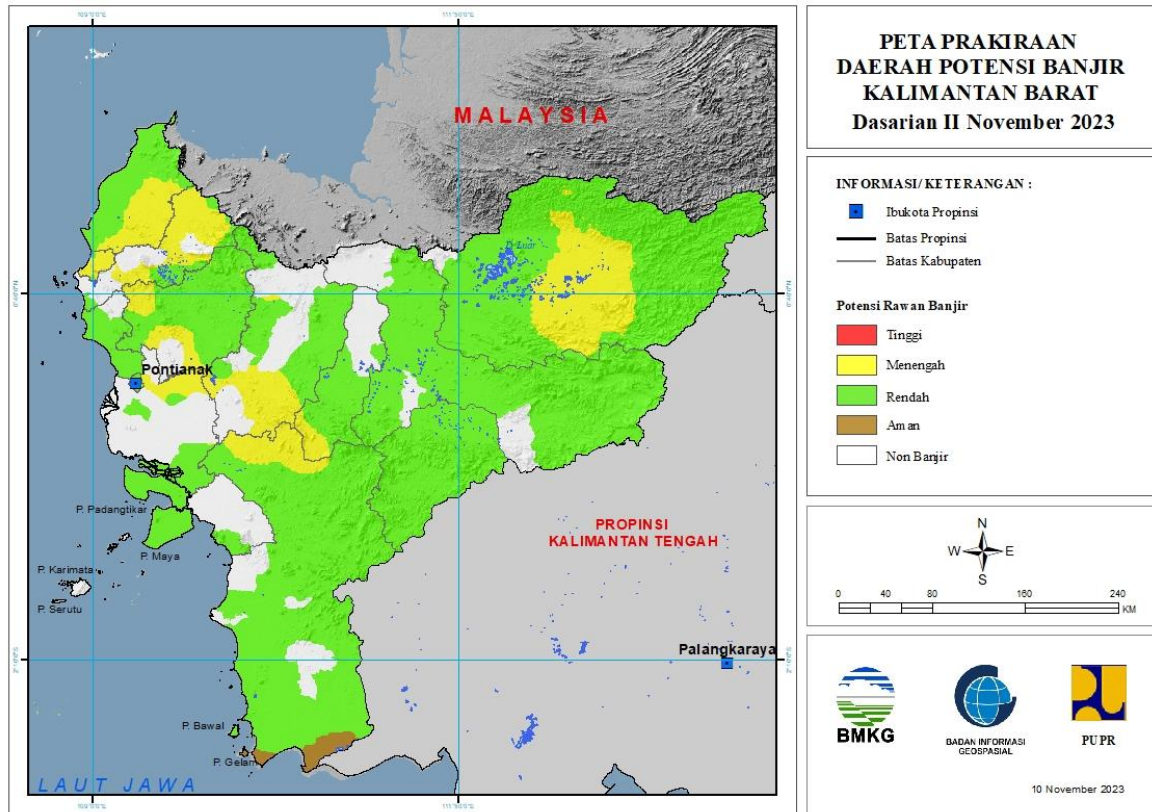 MALAYSIA
D. Luar
Pontianak
P. Padangtikar
P. Maya
P. Karimata
P. Serutu
PROPINSI
KALIMANTAN TENGAH
Palangkaraya
P. Bawal
P. Gelam
LAUT JAWA
PETA PRAKIRAAN
DAERAH POTENSI BANJIR
KALIMANTAN BARAT
Dasarian II November 2023
INFORMASI/ KETERANGAN :
Ibukota Propinsi
Batas Propinsi
Batas Kabupaten
Potensi Rawan Banjir
Tinggi
Menengah
Rendah
Aman
Non Banjir
N
W E
S
0 40 80 160 240
KM
BMKG
BADAN INFORMASI
GEOSPASIAL
PUPR
10 November 2023